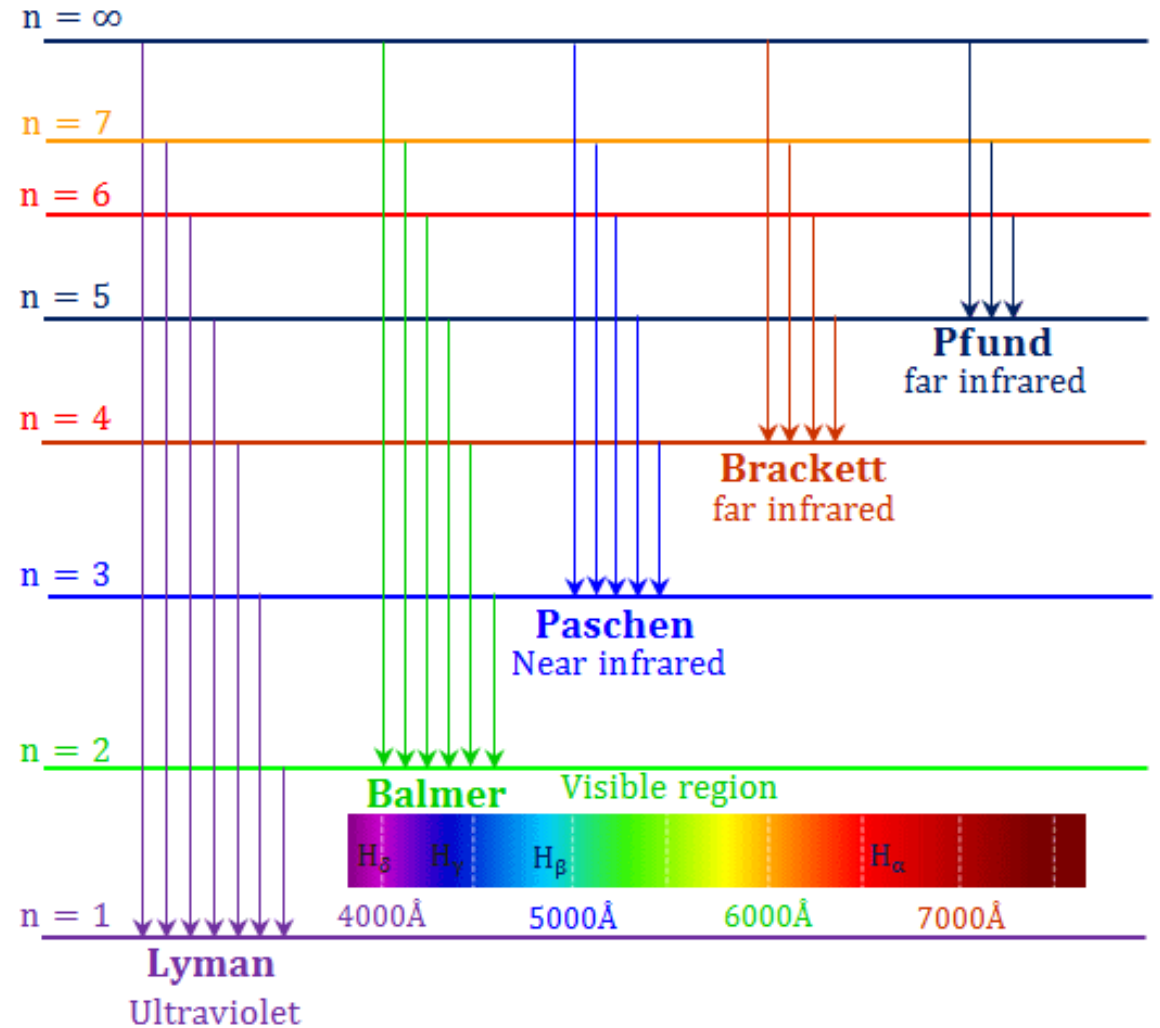 n = ∞
n = 7
n = 6
n = 5
Pfund
far infrared
n = 4
Brackett
far infrared
n = 3
Paschen
Near infrared
n = 2
Balmer
Visible region
Hδ Hγ Hβ Hα
n = 1
4000Å 5000Å 6000Å 7000Å
Lyman
Ultraviolet